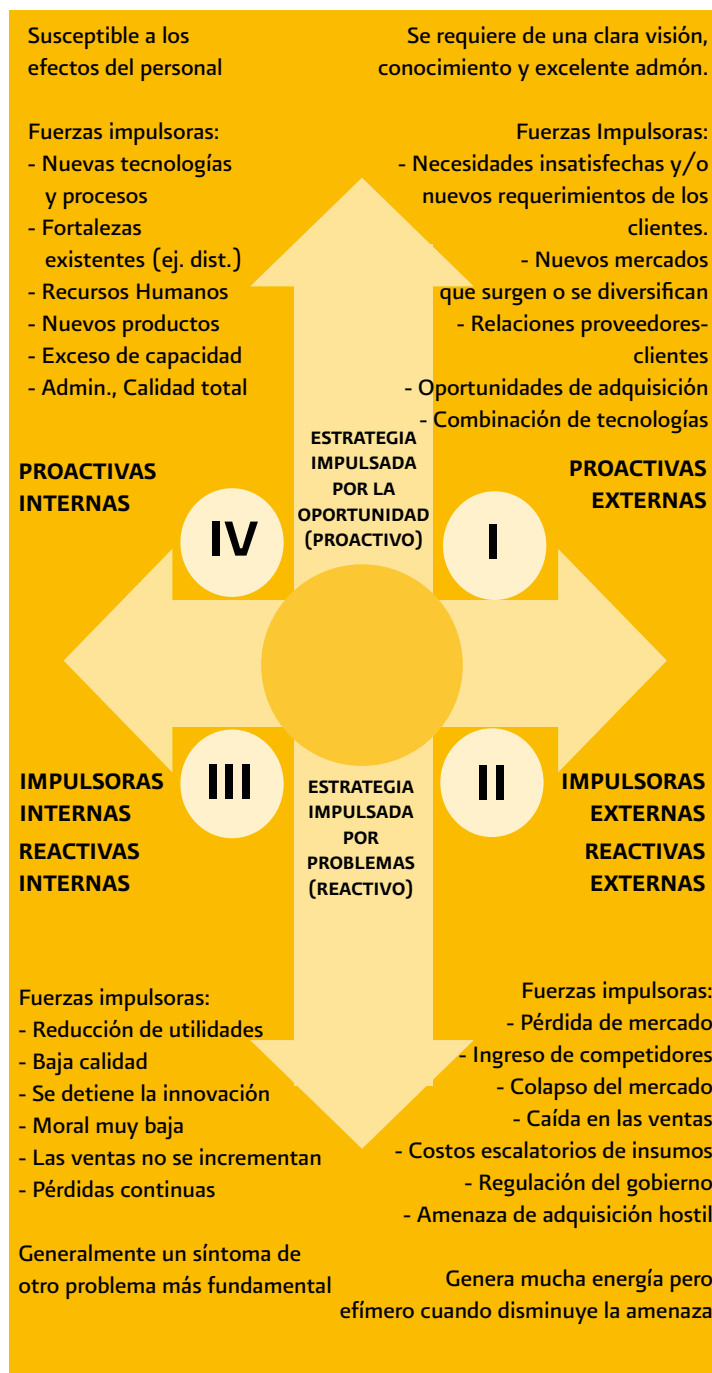 Susceptible a los
efectos del personal
Fuerzas impulsoras:
- Nuevas tecnologías
y procesos
- Fortalezas
existentes (ej. dist.)
- Recursos Humanos
- Nuevos productos
- Exceso de capacidad
- Admin., Calidad total
Se requiere de una clara visión,
conocimiento y excelente admón.
Fuerzas Impulsoras:
- Necesidades insatisfechas y/o
nuevos requerimientos de los
clientes.
- Nuevos mercados
que surgen o se diversifican
- Relaciones proveedores-
clientes
- Oportunidades de adquisición
- Combinación de tecnologías
ESTRATEGIA
IMPULSADA
POR LA
OPORTUNIDAD
(PROACTIVO)
PROACTIVAS
INTERNAS
IV
PROACTIVAS
EXTERNAS
I
IMPULSORAS
INTERNAS
REACTIVAS
INTERNAS
III
ESTRATEGIA
IMPULSADA
POR
PROBLEMAS
(REACTIVO)
II
IMPULSORAS
EXTERNAS
REACTIVAS
EXTERNAS
Fuerzas impulsoras:
- Reducción de utilidades
- Baja calidad
- Se detiene la innovación
- Moral muy baja
- Las ventas no se incrementan
- Pérdidas continuas
Generalmente un síntoma de
otro problema más fundamental
Fuerzas impulsoras:
- Pérdida de mercado
- Ingreso de competidores
- Colapso del mercado
- Caída en las ventas
- Costos escalatorios de insumos
- Regulación del gobierno
- Amenaza de adquisición hostil
Genera mucha energía pero
efímero cuando disminuye la amenaza